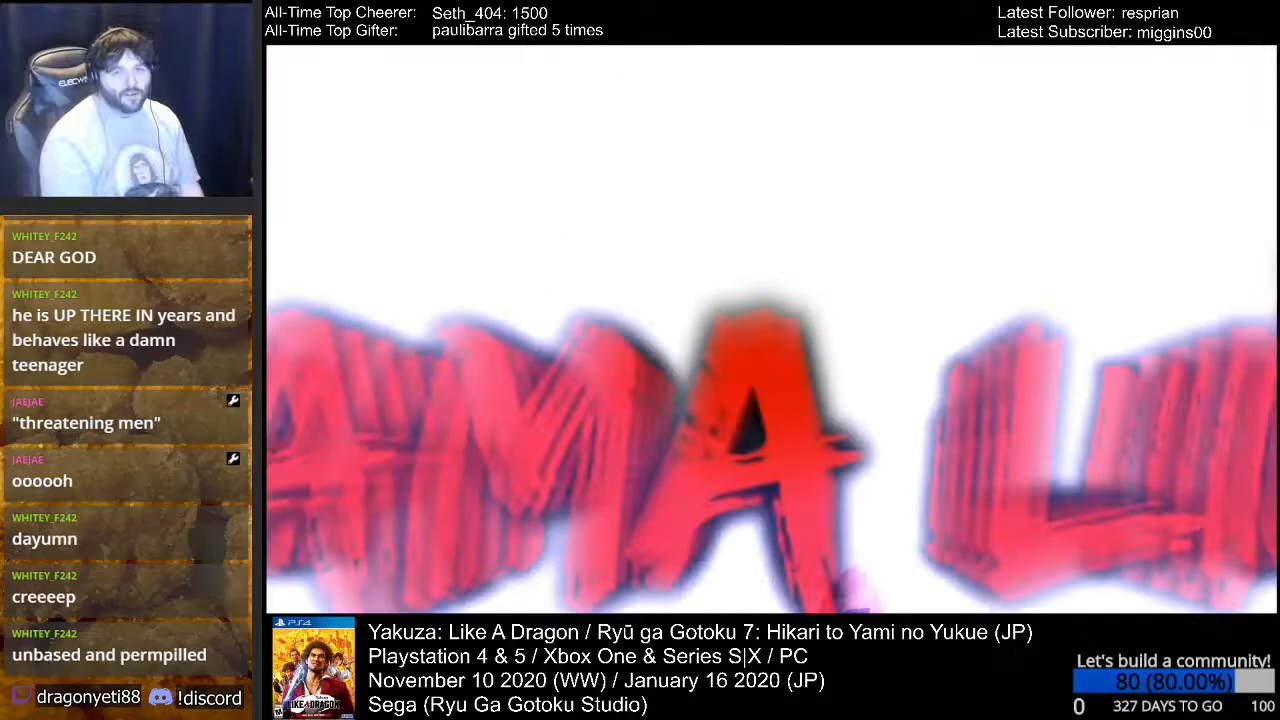 All-Time Top Cheerer: Seth_404: 1500
All-Time Top Gifter: paulibarra gifted 5 times
Latest Follower: resprian
Latest Subscriber: miggins00
AMA L
WHITEY_F242
DEAR GOD
WHITEY_F242
he is UP THERE IN years and
behaves like a damn
teenager
JAEJAE
"threatening men"
JAEJAE
oooooh
WHITEY_F242
dayumn
WHITEY_F242
creeeep
WHITEY_F242
unbased and permpilled
dragonyeti88 !discord
PS4
LIKE A DRAGON
Yakuza: Like A Dragon / Ryū ga Gotoku 7: Hikari to Yami no Yukue (JP)
Playstation 4 & 5 / Xbox One & Series S|X / PC
November 10 2020 (WW) / January 16 2020 (JP)
Sega (Ryu Ga Gotoku Studio)
Let's build a community!
80 (80.00%)
0 327 DAYS TO GO 100